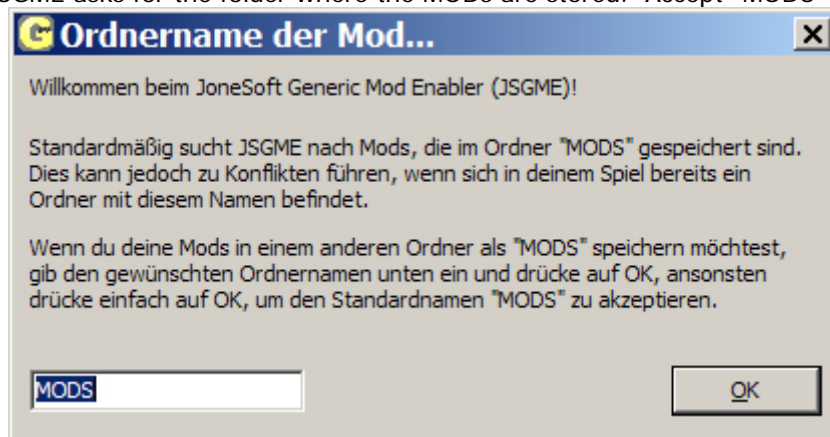 JSGME asks for the folder where the MODs are stored. Accept "MODS"
Ordnername der Mod...
Willkommen beim JoneSoft Generic Mod Enabler (JSGME)!
Standardmäßig sucht JSGME nach Mods, die im Ordner "MODS" gespeichert sind.
Dies kann jedoch zu Konflikten führen, wenn sich in deinem Spiel bereits ein
Ordner mit diesem Namen befindet.
Wenn du deine Mods in einem anderen Ordner als "MODS" speichern möchtest,
gib den gewünschten Ordnernamen unten ein und drücke auf OK, ansonsten
drücke einfach auf OK, um den Standardnamen "MODS" zu akzeptieren.
MODS
OK